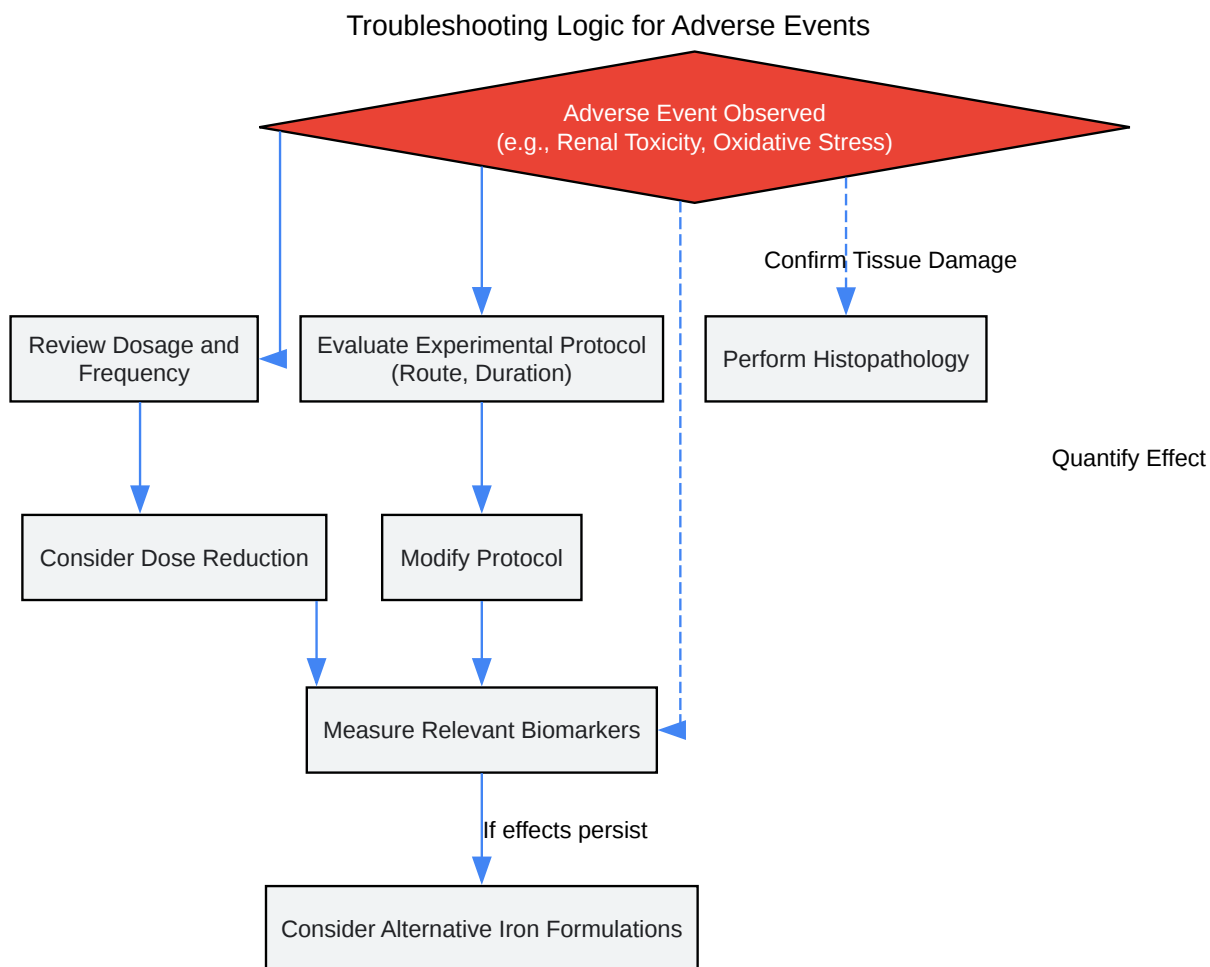 Troubleshooting Logic for Adverse Events
Adverse Event Observed
(e.g., Renal Toxicity, Oxidative Stress)
Confirm Tissue Damage
Review Dosage and
Frequency
Evaluate Experimental Protocol
(Route, Duration)
Perform Histopathology
Quantify Effect
Consider Dose Reduction
Modify Protocol
Measure Relevant Biomarkers
If effects persist
Consider Alternative Iron Formulations